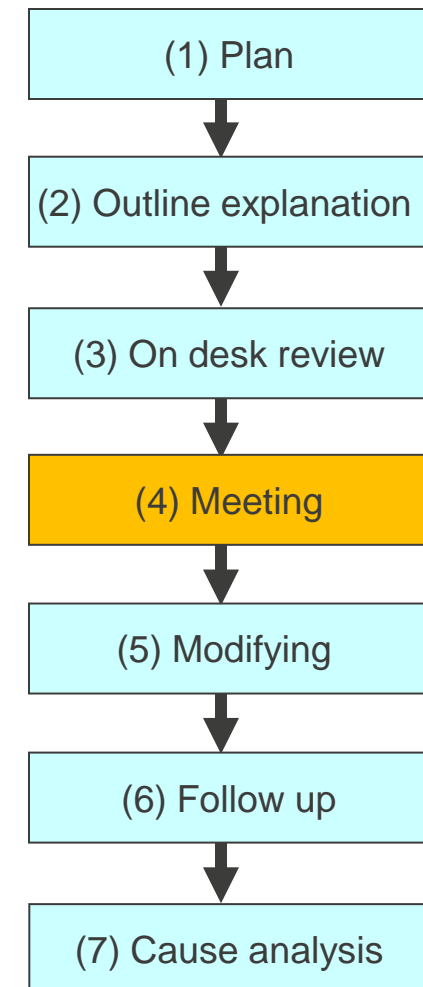 (1) Plan
(2) Outline explanation
(3) On desk review
(4) Meeting
(5) Modifying
(6) Follow up
(7) Cause analysis